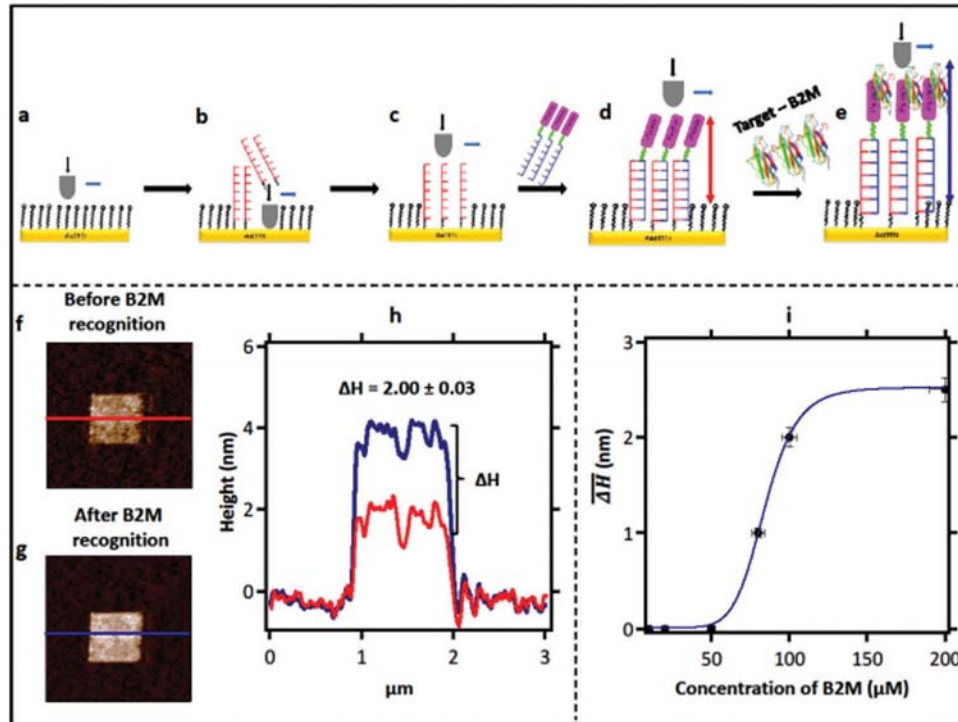 a
b
c
d
e
Target – B2M
f
Before B2M
recognition
g
After B2M
recognition
h
6
4
2
0
Height (nm)
ΔH = 2.00 ± 0.03
ΔH
0
1
2
3
μm
i
3
2
1
0
ΔH (nm)
50
100
150
200
Concentration of B2M (μM)